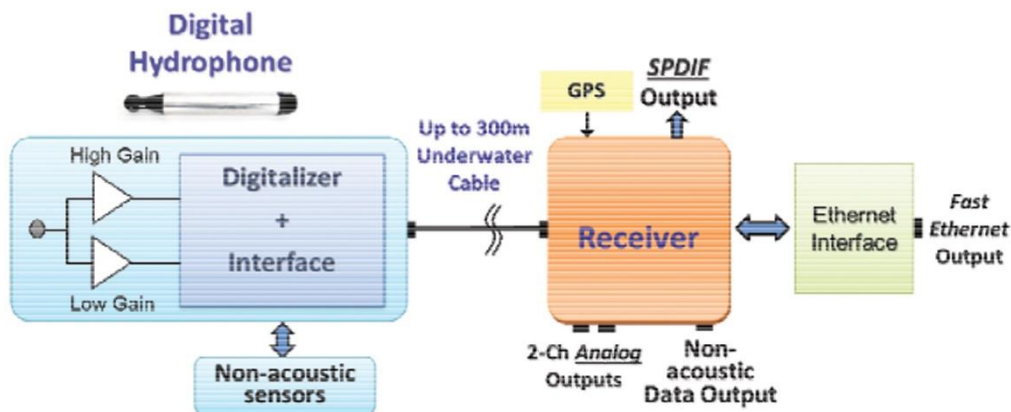 Digital
Hydrophone
High Gain
Low Gain
Digitalizer
+
Interface
Non-acoustic
sensors
Up to 300m
Underwater
Cable
GPS
SPDIF
Output
Receiver
2-Ch Analog
Outputs
Non-
acoustic
Data Output
Ethernet
Interface
Fast
Ethernet
Output